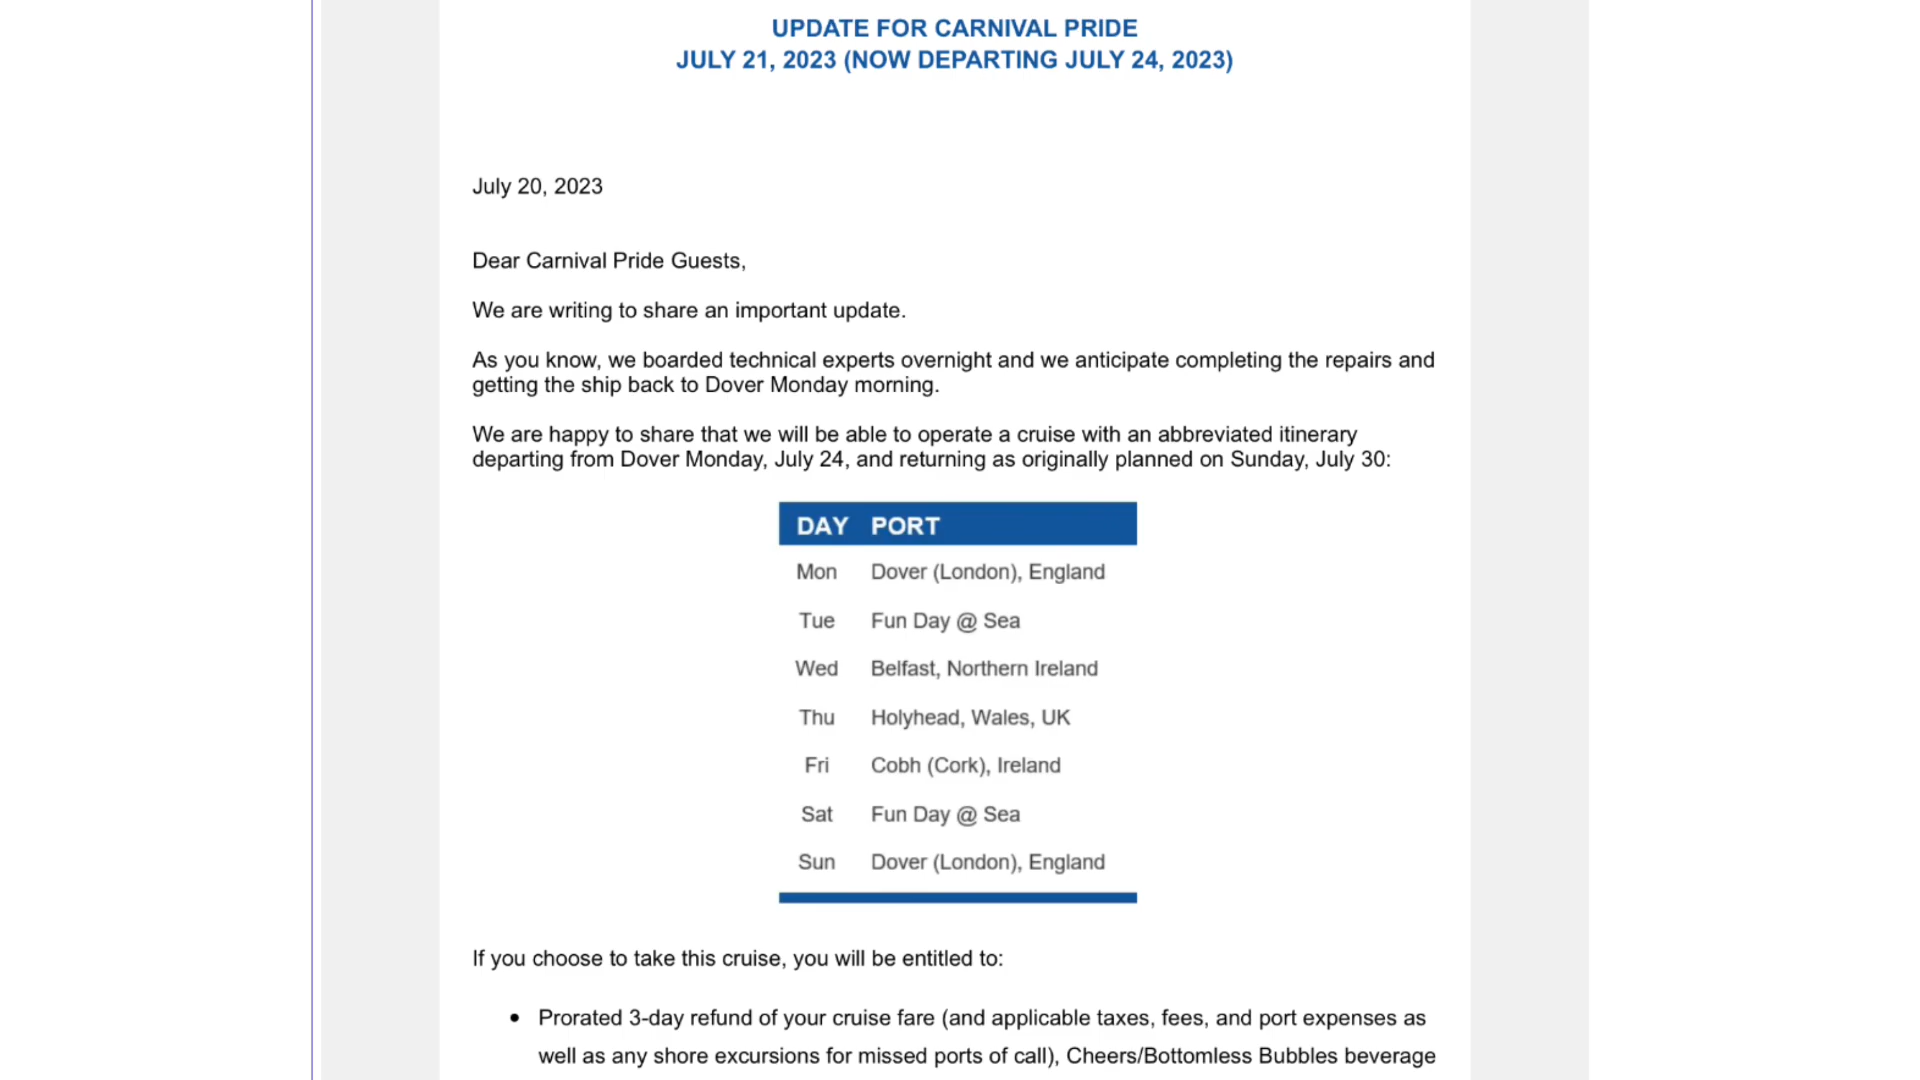 UPDATE FOR CARNIVAL PRIDE
JULY 21, 2023 (NOW DEPARTING JULY 24, 2023)
July 20, 2023
Dear Carnival Pride Guests,
We are writing to share an important update.
As you know, we boarded technical experts overnight and we anticipate completing the repairs and
getting the ship back to Dover Monday morning.
We are happy to share that we will be able to operate a cruise with an abbreviated itinerary
departing from Dover Monday, July 24, and returning as originally planned on Sunday, July 30:
DAY PORT
Mon Dover (London), England
Tue Fun Day @ Sea
Wed Belfast, Northern Ireland
Thu Holyhead, Wales, UK
Fri Cobh (Cork), Ireland
Sat Fun Day @ Sea
Sun Dover (London), England
If you choose to take this cruise, you will be entitled to:
• Prorated 3-day refund of your cruise fare (and applicable taxes, fees, and port expenses as
well as any shore excursions for missed ports of call), Cheers/Bottomless Bubbles beverage